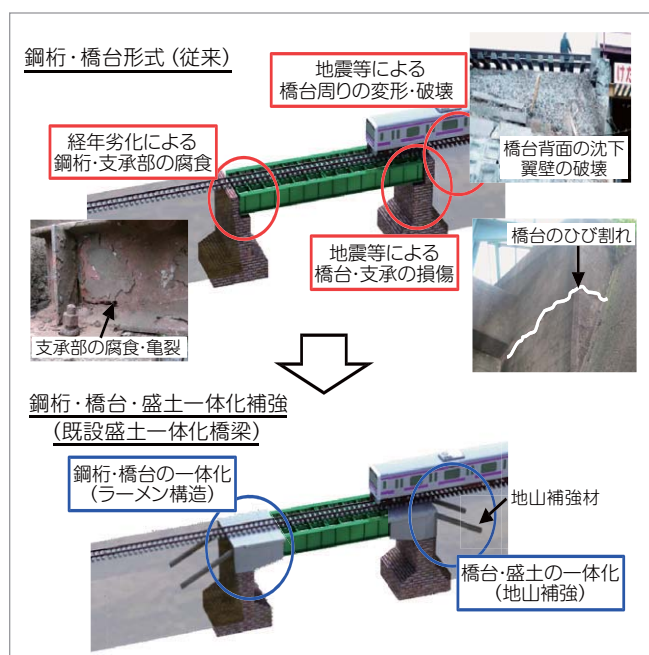 鋼桁・橋台形式（従来）
地震等による
橋台周りの変形・破壊
経年劣化による
鋼桁・支承部の腐食
橋台背面の沈下
翼壁の破壊
地震等による
橋台・支承の損傷
橋台のひび割れ
支承部の腐食・亀裂
鋼桁・橋台・盛土一体化補強
（既設盛土一体化橋梁）
鋼桁・橋台の一体化
（ラーメン構造）
地山補強材
橋台・盛土の一体化
（地山補強）